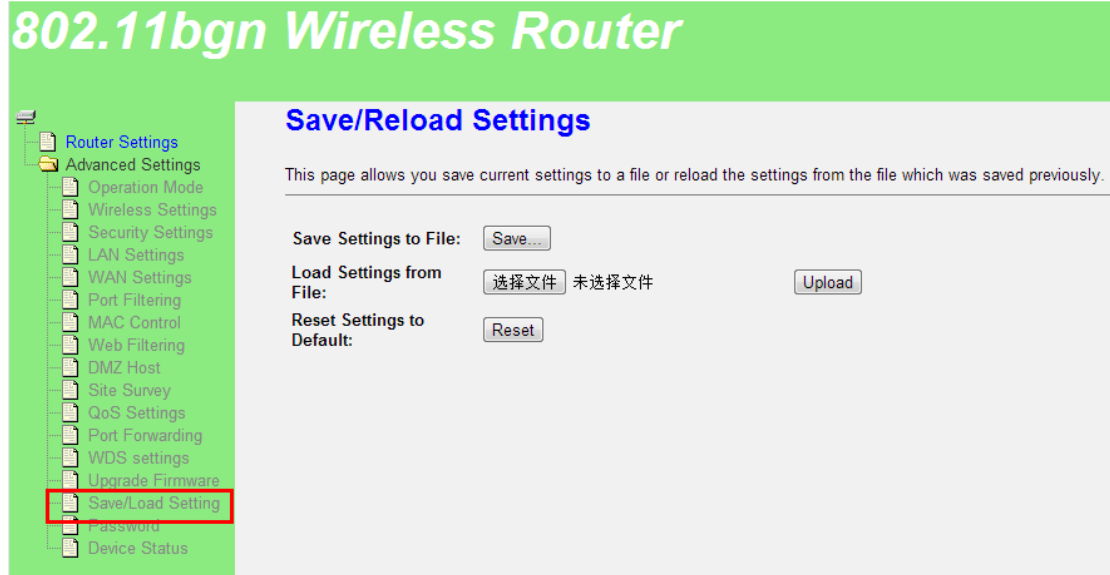 802.11bgn Wireless Router
Router Settings
Advanced Settings
Operation Mode
Wireless Settings
Security Settings
LAN Settings
WAN Settings
Port Filtering
MAC Control
Web Filtering
DMZ Host
Site Survey
QoS Settings
Port Forwarding
WDS settings
Upgrade Firmware
Save/Load Setting
Password
Device Status
Save/Reload Settings
This page allows you save current settings to a file or reload the settings from the file which was saved previously.
Save Settings to File: Save...
Load Settings from
File: 选择文件 未选择文件 Upload
Reset Settings to
Default: Reset